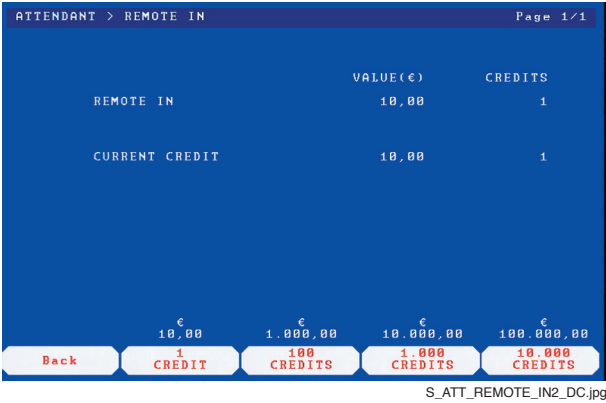 ATTENDANT > REMOTE IN Page 1/1
VALUE(€) CREDITS
REMOTE IN 10,00 1
CURRENT CREDIT 10,00 1
€ € € €
10,00 1.000,00 10.000,00 100.000,00
Back 1 CREDIT 100 CREDITS 1.000 CREDITS 10.000 CREDITS
S_ATT_REMOTE_IN2_DC.jpg